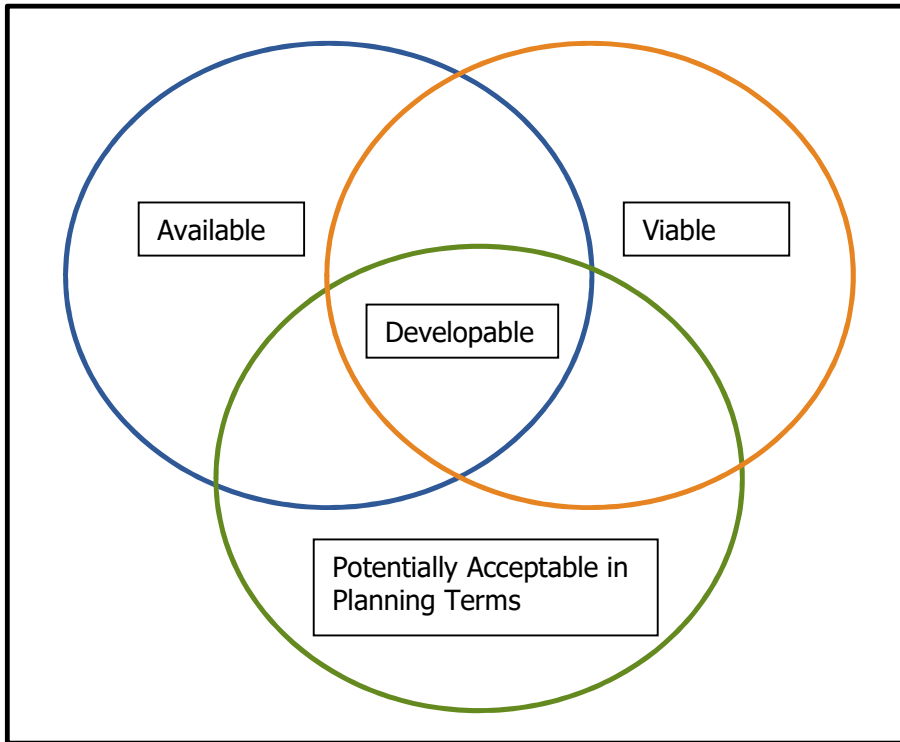 Available
Viable
Developable
Potentially Acceptable in
Planning Terms